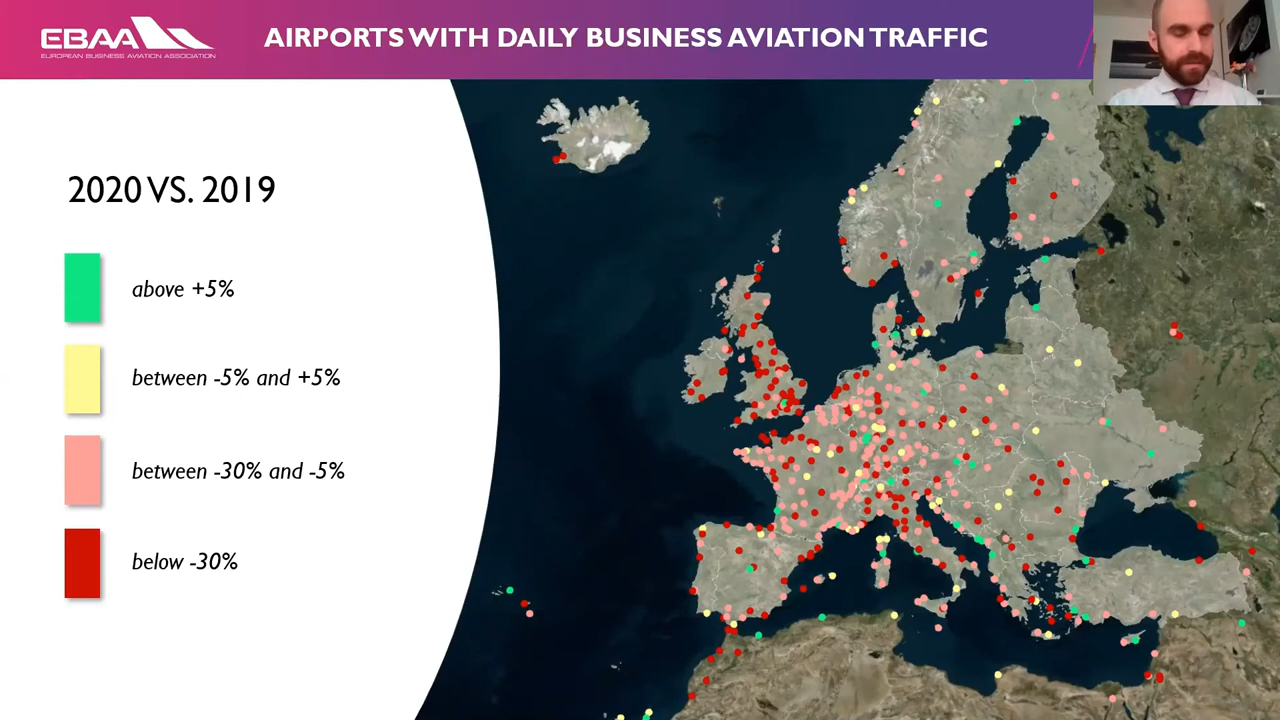 EBAA
EUROPEAN BUSINESS AVIATION ASSOCIATION
AIRPORTS WITH DAILY BUSINESS AVIATION TRAFFIC
2020 VS. 2019
above +5%
between -5% and +5%
between -30% and -5%
below -30%